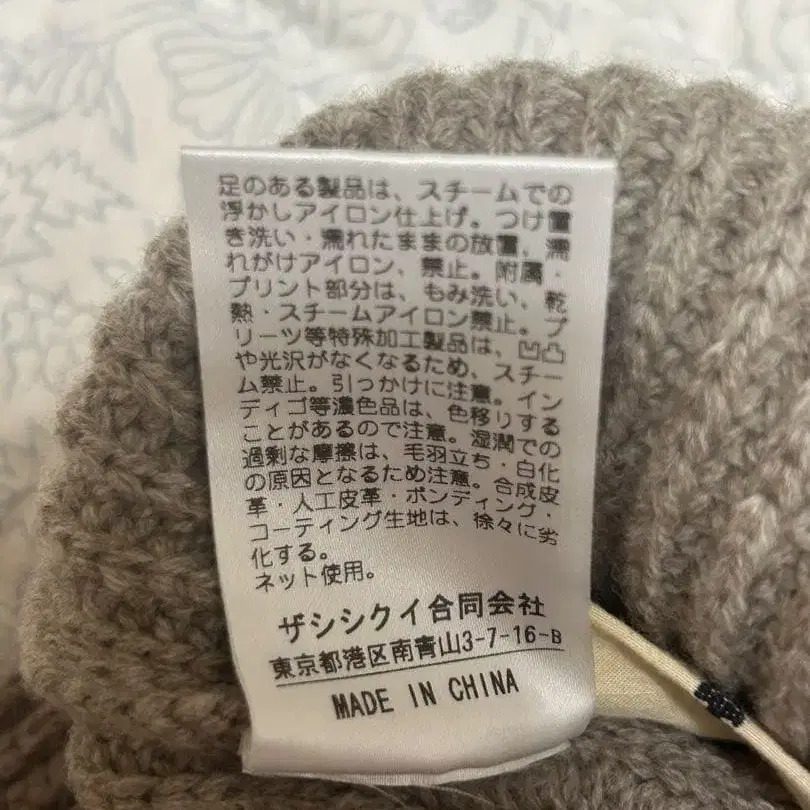 足のある製品は、スチームでの
浮かしアイロン仕上げ。つけ置
き洗い・濡れたままの放置、濡
れがけアイロン、禁止。附属・
プリント部分は、もみ洗い、乾
熱・スチームアイロン禁止。プ
リーツ等特殊加工製品は、凹凸
や光沢がなくなるため、スチー
ム禁止。引っかけに注意。イン
ディゴ等濃色品は、色移りする
ことがあるので注意。湿潤での
過剰な摩擦は、毛羽立ち・白化
の原因となるため注意。合成皮
革・人工皮革・ボンディング・
コーティング生地は、徐々に劣
化する。
ネット使用。
ザシシクイ合同会社
東京都港区南青山3-7-16-B
MADE IN CHINA